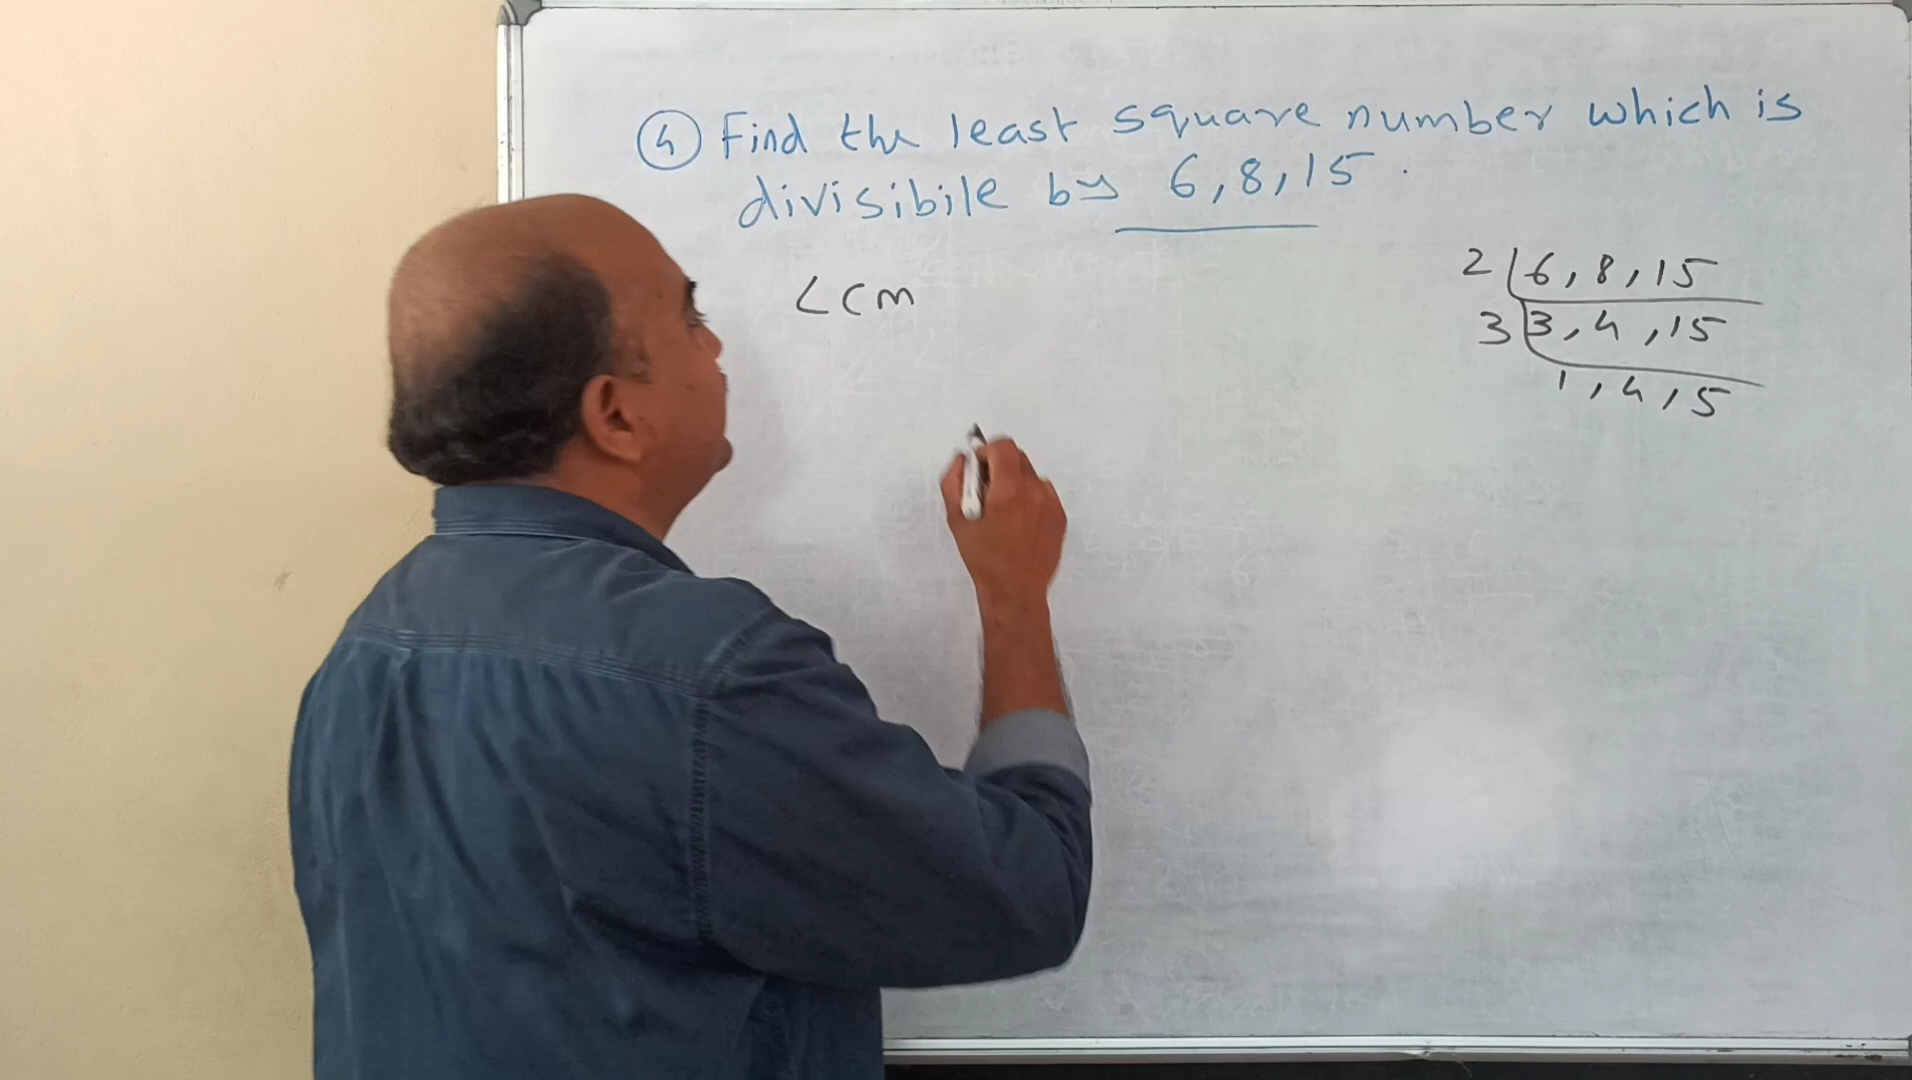 ④ Find the least square number which is
divisibile by 6,8,15.
LCM
2 | 6, 8, 15
3 | 3, 4, 15
1, 4, 5